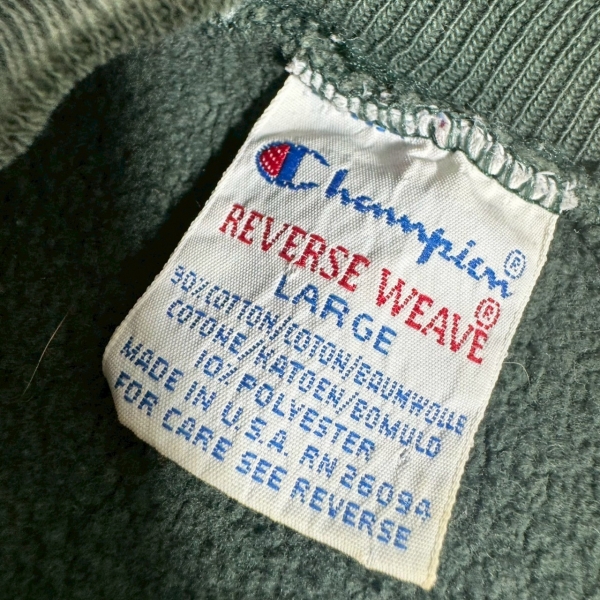 Champion®
REVERSE WEAVE®
LARGE
90%COTTON/COTON/BAUMWOLLE
COTONE/KATOEN/BOMULD
10% POLYESTER
MADE IN U.S.A. RN 26094
FOR CARE SEE REVERSE